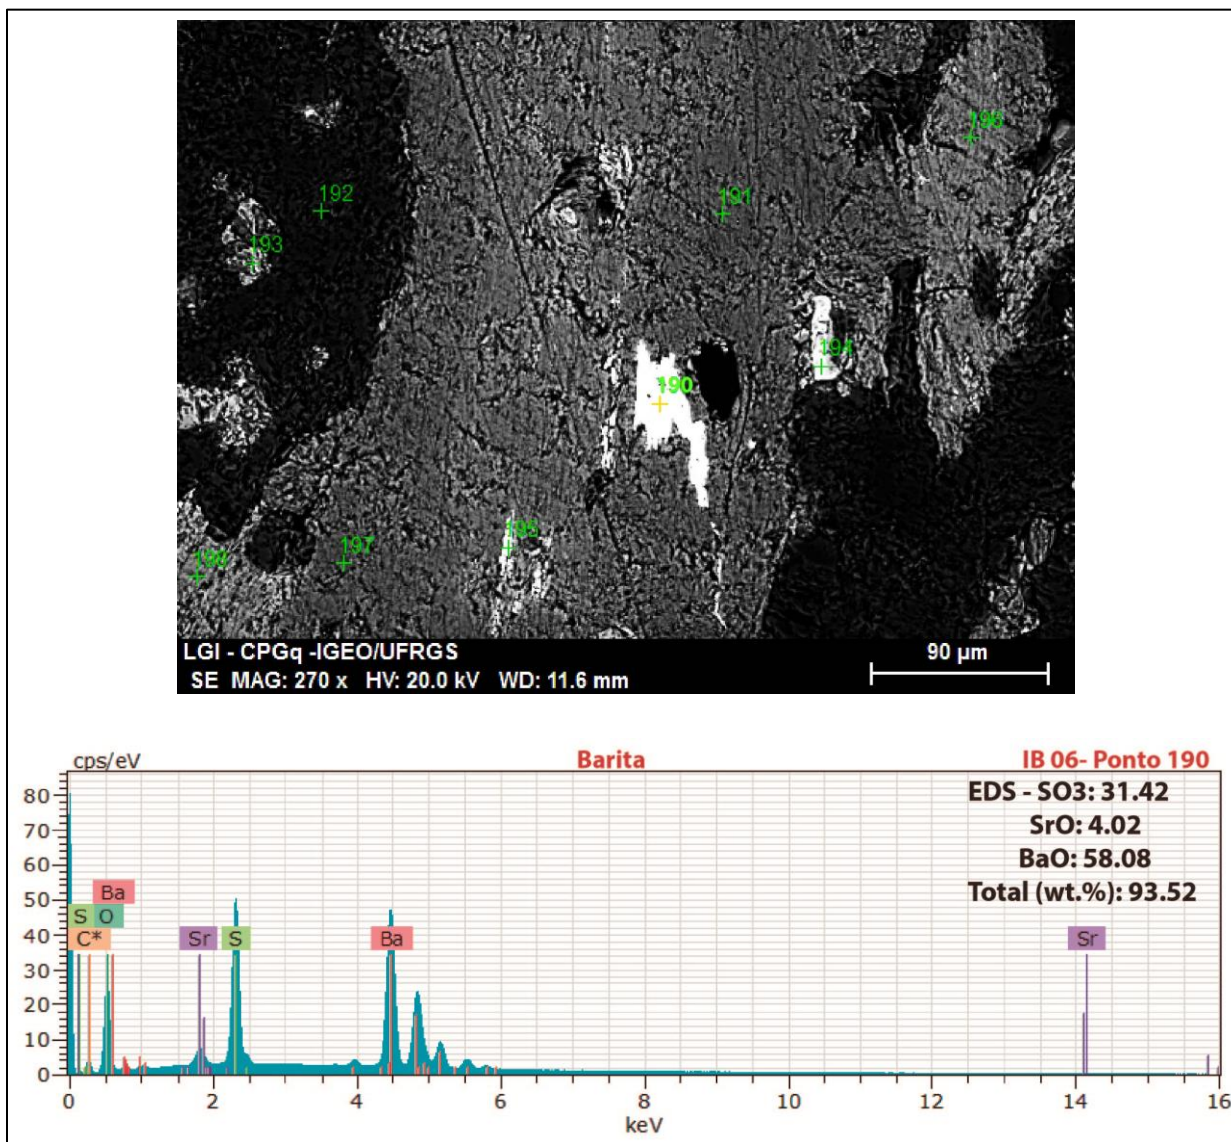 196
192
191
193
194
190
195
197
198
LGI - CPGq -IGEO/UFRGS
SE MAG: 270 x HV: 20.0 kV WD: 11.6 mm
90 µm
cps/eV
Barita
IB 06- Ponto 190
EDS - SO3: 31.42
SrO: 4.02
BaO: 58.08
Total (wt.%): 93.52
80
70
60
50
40
30
20
10
0
Ba
S O
C*
Sr
S
Ba
Sr
0 2 4 6 8 10 12 14 16
keV